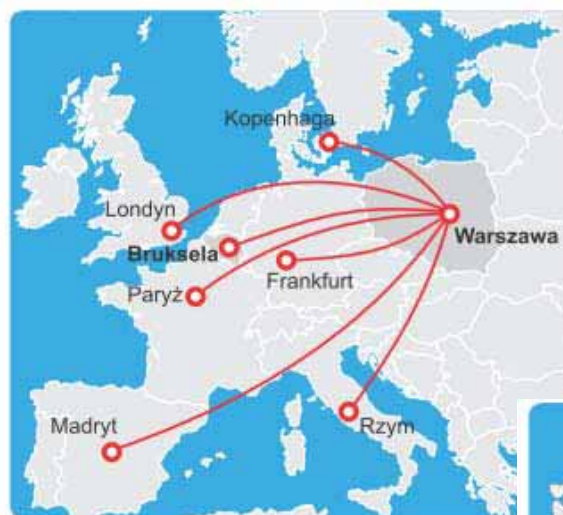 Kopenhaga
Londyn
Bruksela
Warszawa
Frankfurt
Paryż
Madryt
Rzym